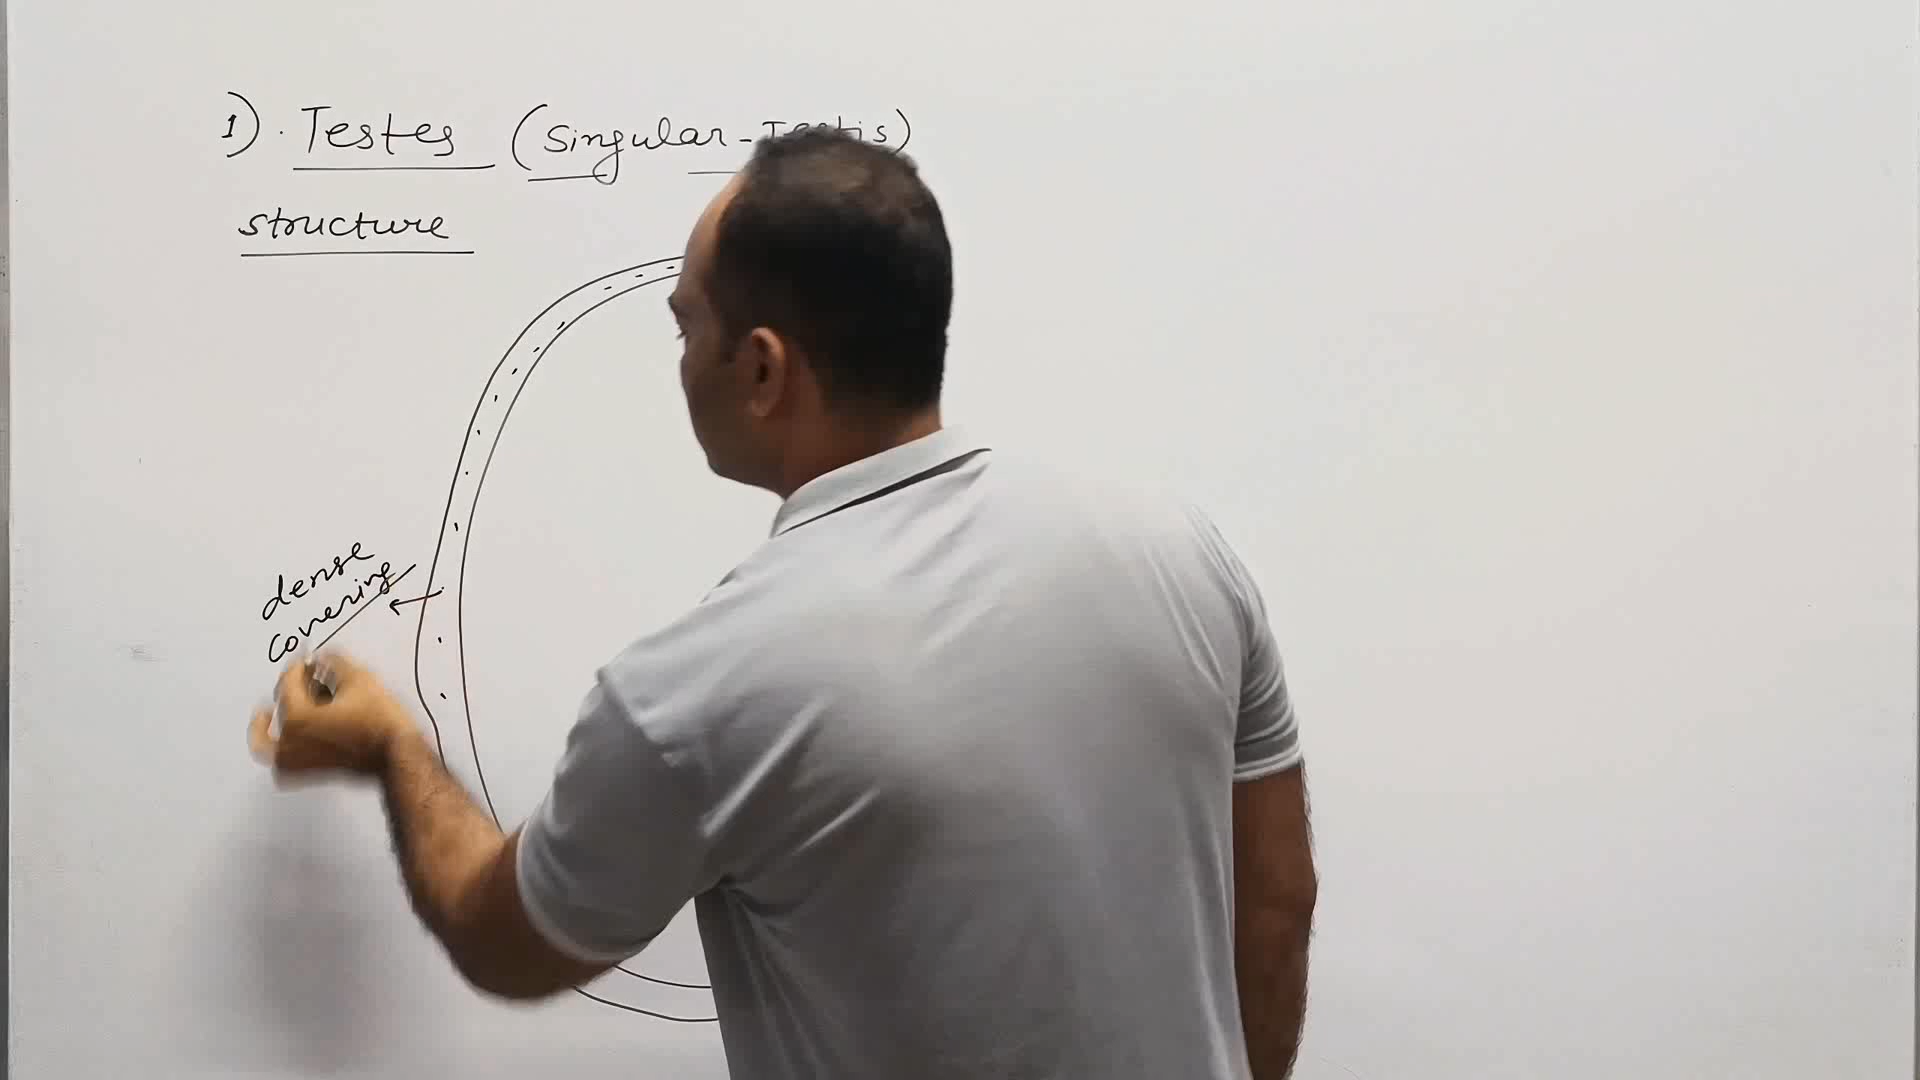 1). Testes (Singular - Testis)
structure
dense
covering